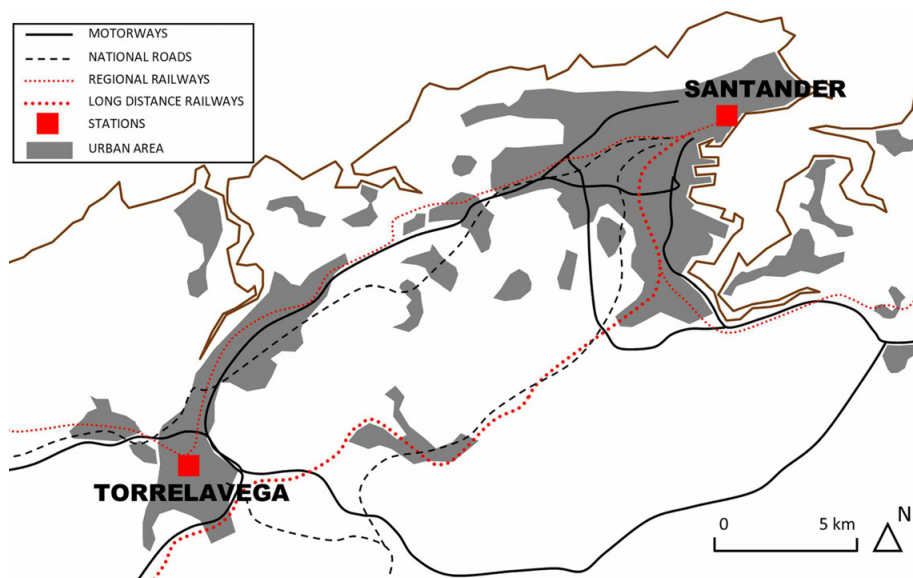 MOTORWAYS
NATIONAL ROADS
REGIONAL RAILWAYS
LONG DISTANCE RAILWAYS
STATIONS
URBAN AREA
SANTANDER
TORRELAVEGA
0 5 km
N